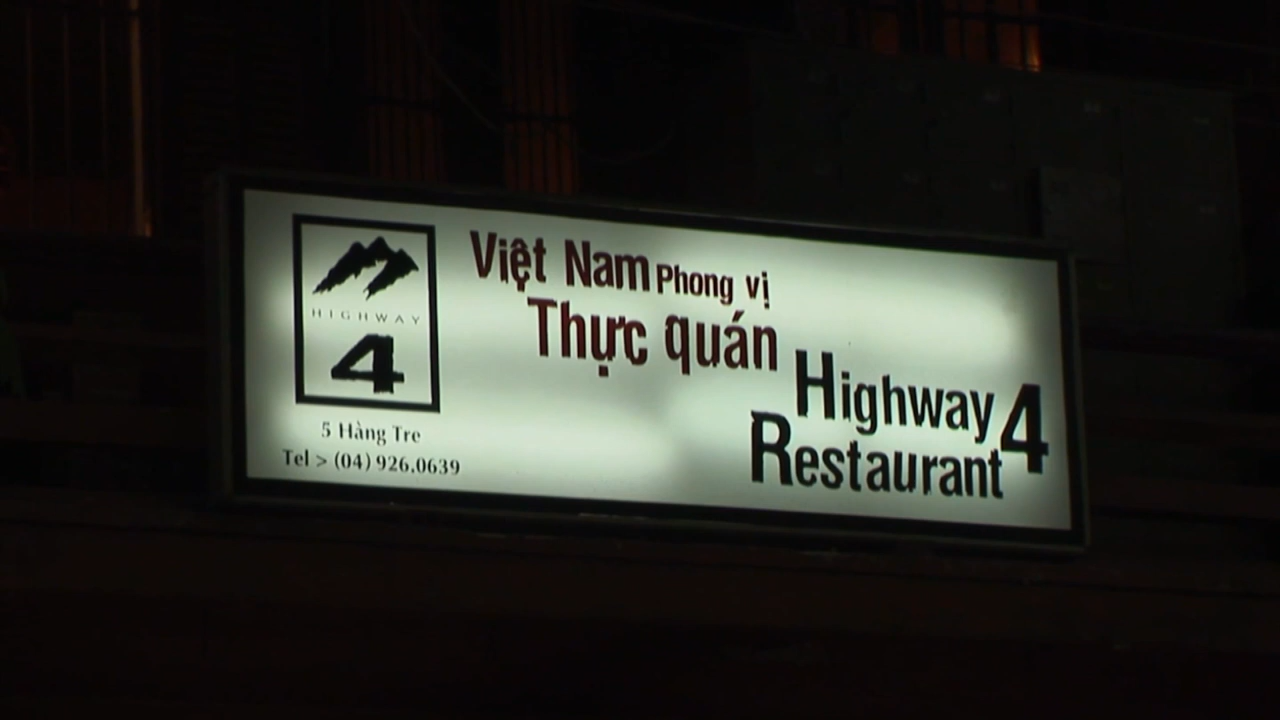 HIGHWAY
4
5 Hàng Tre
Tel > (04) 926.0639
Việt Nam Phong vị
Thực quán
Highway 4
Restaurant